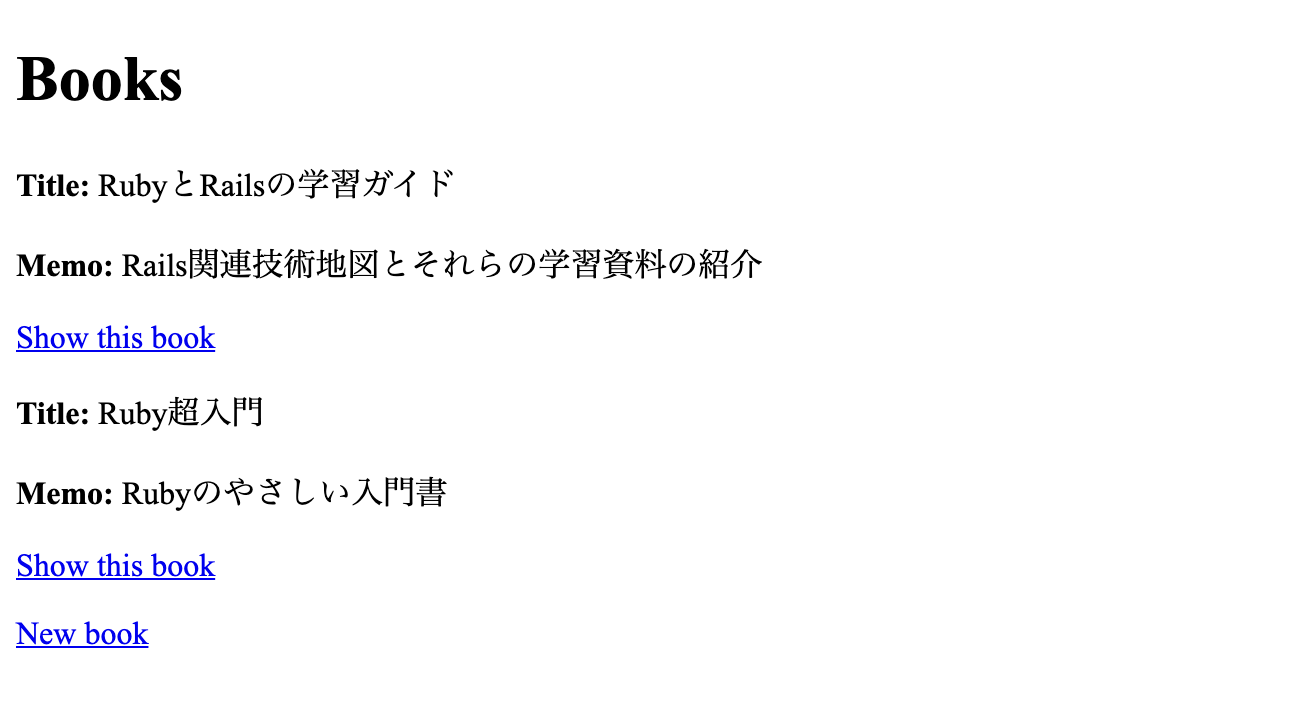 Books
Title: RubyとRailsの学習ガイド
Memo: Rails関連技術地図とそれらの学習資料の紹介
Show this book
Title: Ruby超入門
Memo: Rubyのやさしい入門書
Show this book
New book